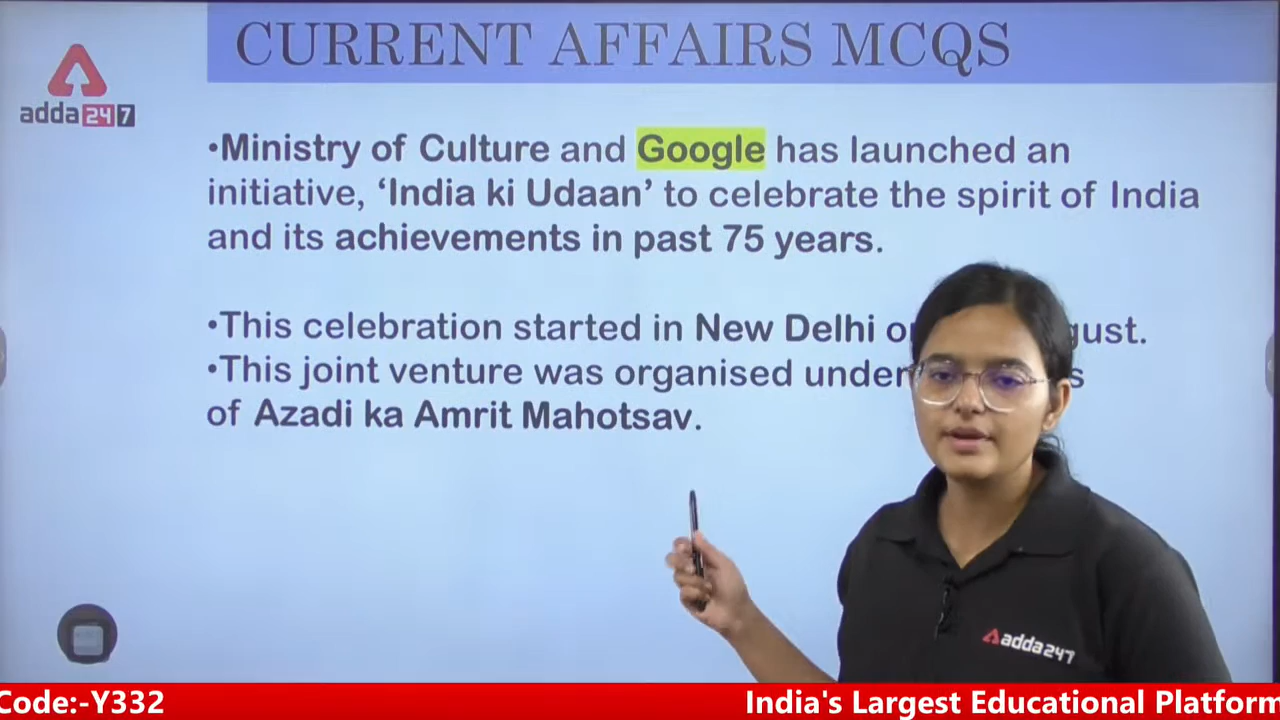 CURRENT AFFAIRS MCQS
adda247
•Ministry of Culture and Google has launched an
initiative, ‘India ki Udaan’ to celebrate the spirit of India
and its achievements in past 75 years.
•This celebration started in New Delhi
•This joint venture was organised under
of Azadi ka Amrit Mahotsav.
adda247
Code:-Y332
India's Largest Educational Platform